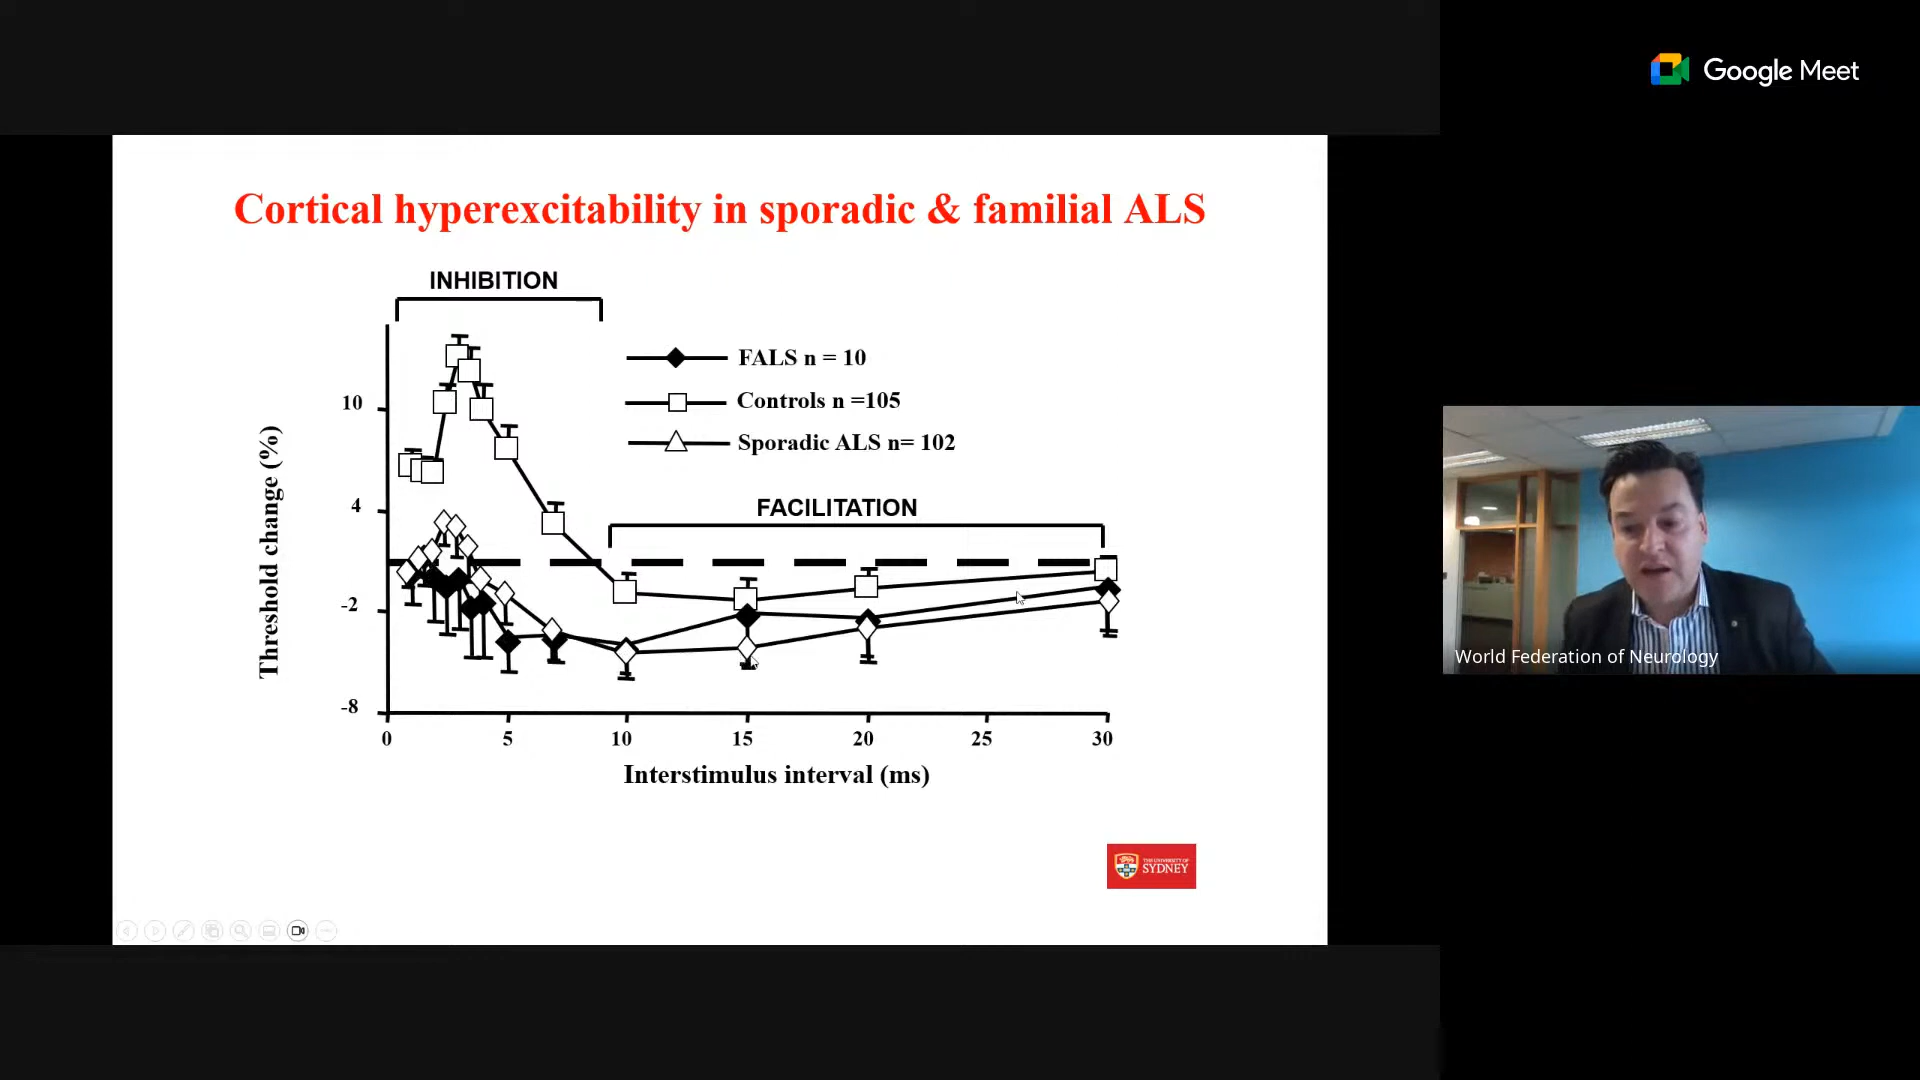 Google Meet
Cortical hyperexcitability in sporadic & familial ALS
INHIBITION
FALS n = 10
Controls n =105
Sporadic ALS n= 102
FACILITATION
Threshold change (%)
10
4
-2
-8
0 5 10 15 20 25 30
Interstimulus interval (ms)
THE UNIVERSITY OF
SYDNEY
World Federation of Neurology